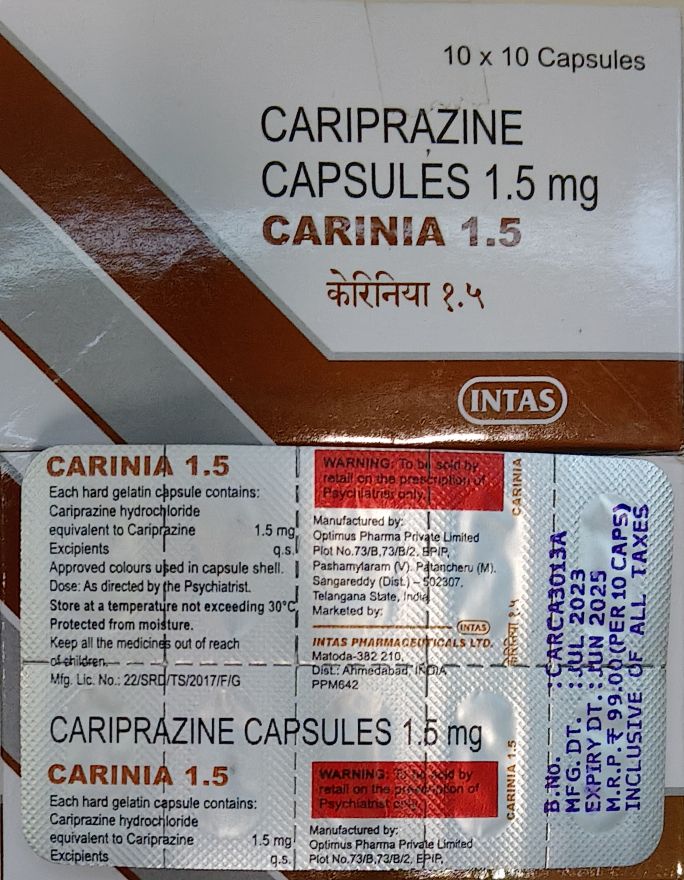 10 x 10 Capsules
CARIPRAZINE
CAPSULES 1.5 mg
CARINIA 1.5
केरिनिया १.५
INTAS
CARINIA 1.5
Each hard gelatin capsule contains:
Cariprazine hydrochloride
equivalent to Cariprazine 1.5 mg
Excipients q.s.
Approved colours used in capsule shell.
Dose: As directed by the Psychiatrist.
Store at a temperature not exceeding 30°C,
Protected from moisture.
Keep all the medicines out of reach
of children.
Mfg. Lic. No.: 22/SRD/TS/2017/F/G
WARNING: To be sold by
retail on the prescription of
Psychiatrist only.
Manufactured by:
Optimus Pharma Private Limited
Plot No.73/B,73/B/2, EPIP,
Pashamylaram (V), Patancheru (M),
Sangareddy (Dist.) – 502307,
Telangana State, India
Marketed by:
INTAS
INTAS PHARMACEUTICALS LTD.
Matoda-382 210,
Dist.: Ahmedabad, INDIA
PPM642
CARINIA
केरिनिया १.५
CARINIA 1.5
B.No. : CARCA3013A
MFG. DT. : JUL 2023
EXPIRY DT. : JUN 2025
M.R.P. ₹ 99.00 (PER 10 CAPS)
INCLUSIVE OF ALL TAXES
CARIPRAZINE CAPSULES 1.5 mg
CARINIA 1.5
Each hard gelatin capsule contains:
Cariprazine hydrochloride
equivalent to Cariprazine 1.5 mg
Excipients q.s.
WARNING: To be sold by
retail on the prescription of
Psychiatrist only.
Manufactured by:
Optimus Pharma Private Limited
Plot No.73/B,73/B/2, EPIP,